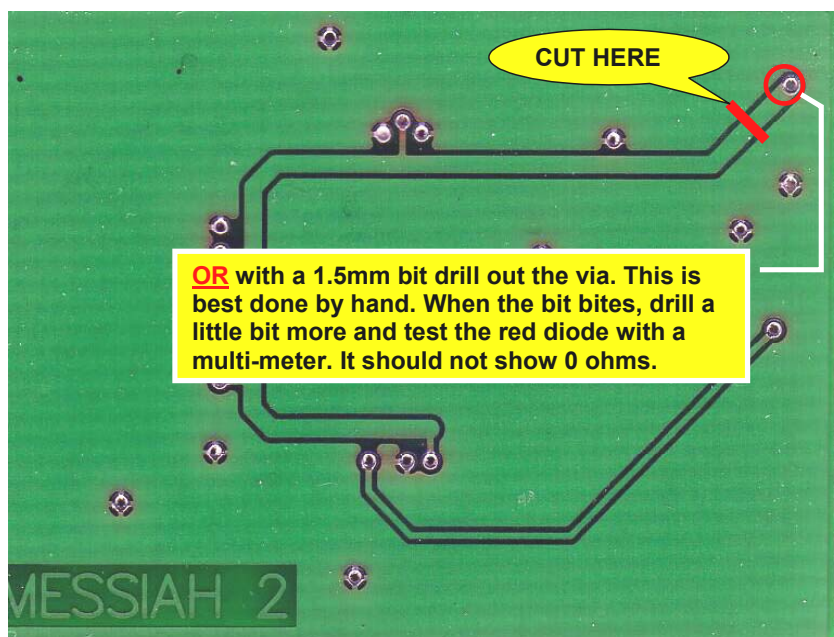 CUT HERE
OR with a 1.5mm bit drill out the via. This is
best done by hand. When the bit bites, drill a
little bit more and test the red diode with a
multi-meter. It should not show 0 ohms.
MESSIAH 2